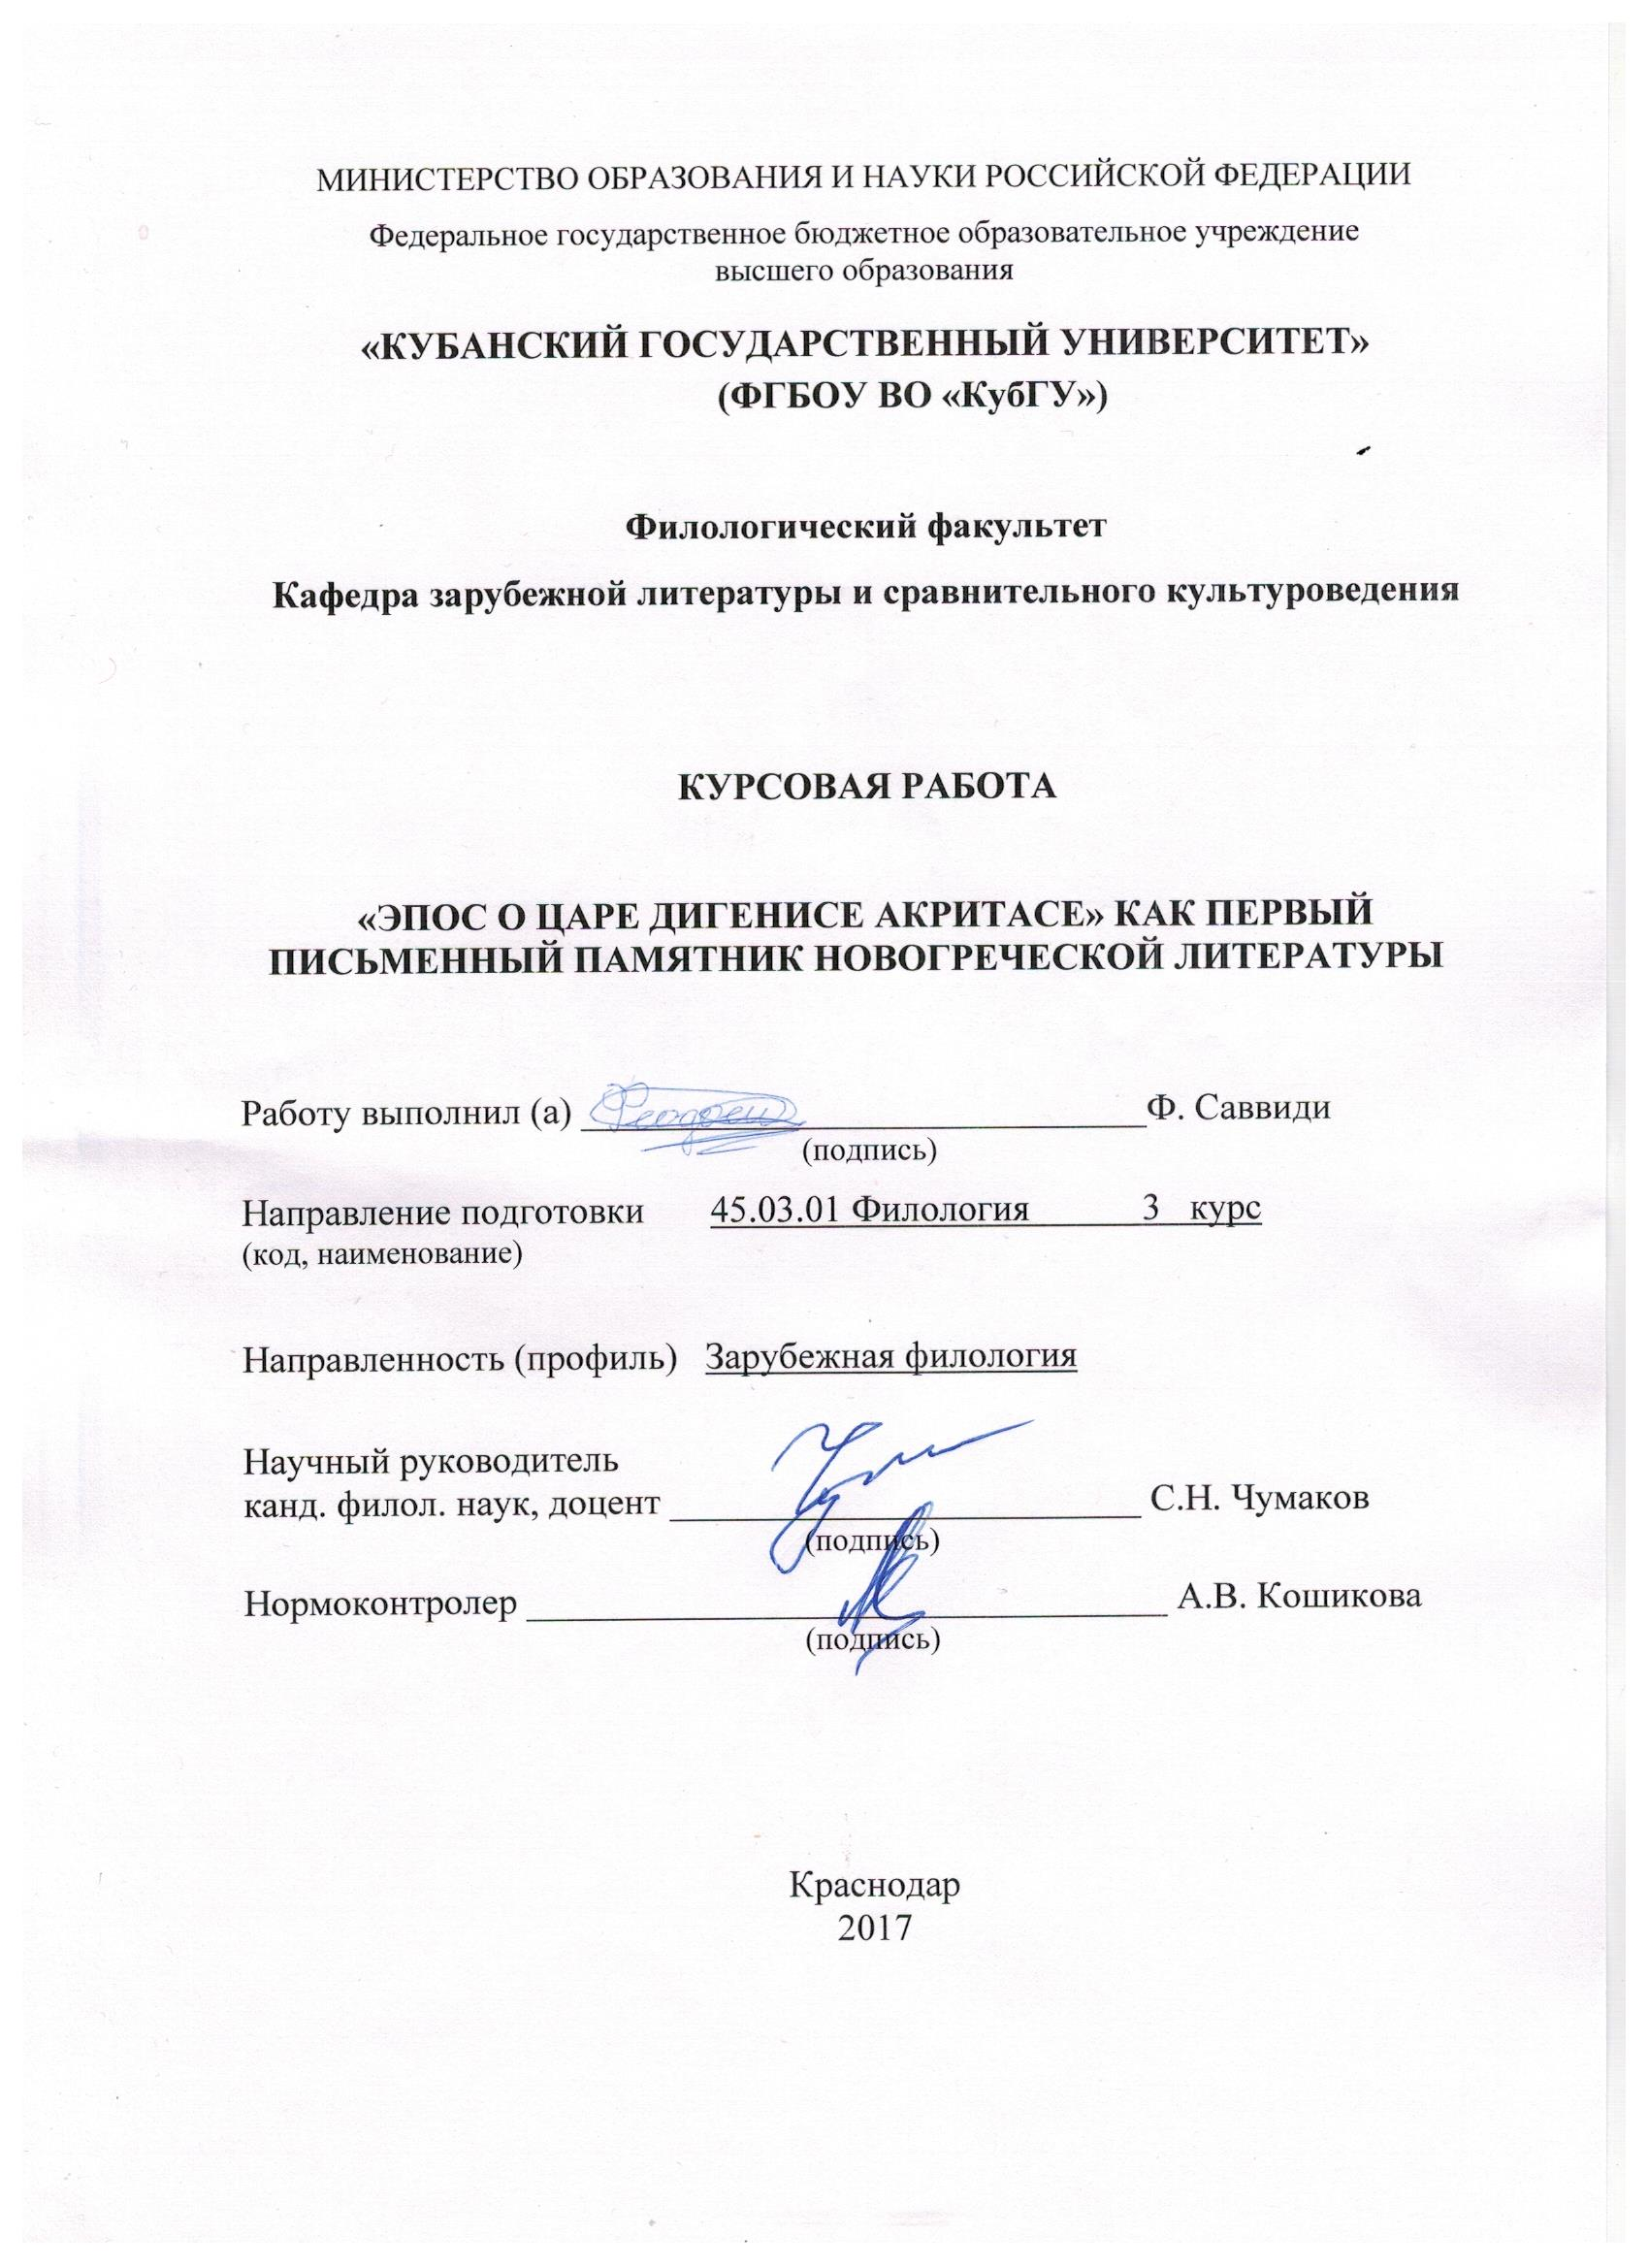 МИНИСТЕРСТВО ОБРАЗОВАНИЯ И НАУКИ РОССИЙСКОЙ ФЕДЕРАЦИИ
Федеральное государственное бюджетное образовательное учреждение
высшего образования
«КУБАНСКИЙ ГОСУДАРСТВЕННЫЙ УНИВЕРСИТЕТ»
(ФГБОУ ВО «КубГУ»)
Филологический факультет
Кафедра зарубежной литературы и сравнительного культуроведения
КУРСОВАЯ РАБОТА
«ЭПОС О ЦАРЕ ДИГЕНИСЕ АКРИТАСЕ» КАК ПЕРВЫЙ
ПИСЬМЕННЫЙ ПАМЯТНИК НОВОГРЕЧЕСКОЙ ЛИТЕРАТУРЫ
Работу выполнил (а) Ф. Саввиди
(подпись)
Направление подготовки 45.03.01 Филология 3 курс
(код, наименование)
Направленность (профиль) Зарубежная филология
Научный руководитель
канд. филол. наук, доцент С.Н. Чумаков
(подпись)
Нормоконтролер А.В. Кошикова
(подпись)
Краснодар
2017